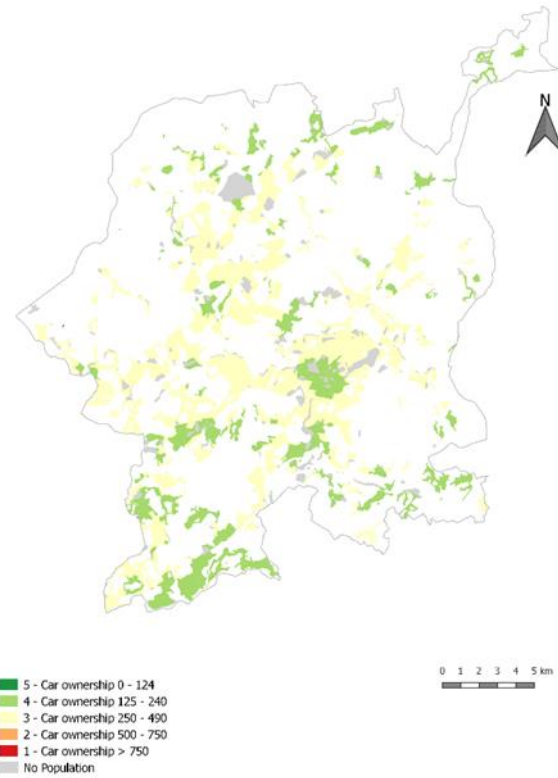 N
0 1 2 3 4 5 km
5 - Car ownership 0 - 124
4 - Car ownership 125 - 240
3 - Car ownership 250 - 490
2 - Car ownership 500 - 750
1 - Car ownership > 750
No Population